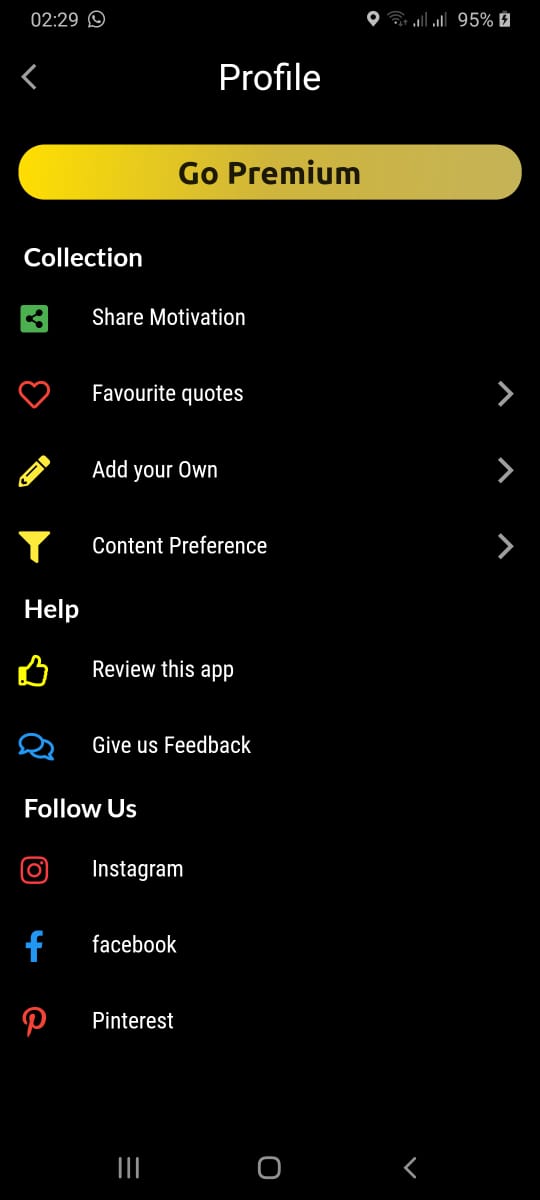 02:29 95%
Profile
Go Premium
Collection
Share Motivation
Favourite quotes
Add your Own
Content Preference
Help
Review this app
Give us Feedback
Follow Us
Instagram
facebook
Pinterest